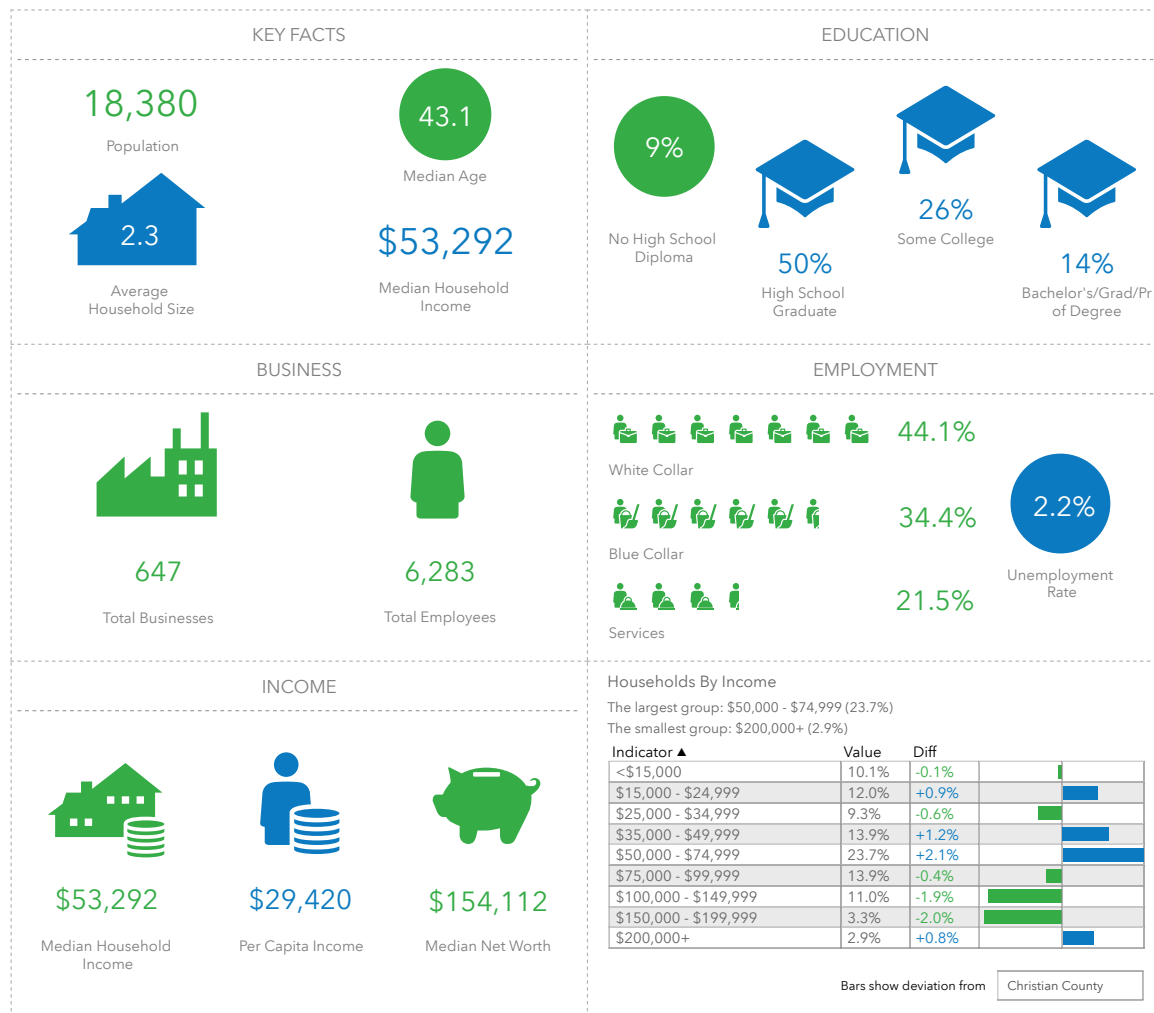 KEY FACTS
18,380
Population
43.1
Median Age
2.3
Average
Household Size
$53,292
Median Household
Income
EDUCATION
9%
No High School
Diploma
50%
High School
Graduate
26%
Some College
14%
Bachelor's/Grad/Pr
of Degree
BUSINESS
647
Total Businesses
6,283
Total Employees
EMPLOYMENT
44.1%
White Collar
34.4%
Blue Collar
21.5%
Services
2.2%
Unemployment
Rate
INCOME
$53,292
Median Household
Income
$29,420
Per Capita Income
$154,112
Median Net Worth
Households By Income
The largest group: $50,000 - $74,999 (23.7%)
The smallest group: $200,000+ (2.9%)
Indicator ▲ Value Diff
<$15,000 10.1% -0.1%
$15,000 - $24,999 12.0% +0.9%
$25,000 - $34,999 9.3% -0.6%
$35,000 - $49,999 13.9% +1.2%
$50,000 - $74,999 23.7% +2.1%
$75,000 - $99,999 13.9% -0.4%
$100,000 - $149,999 11.0% -1.9%
$150,000 - $199,999 3.3% -2.0%
$200,000+ 2.9% +0.8%
Bars show deviation from Christian County